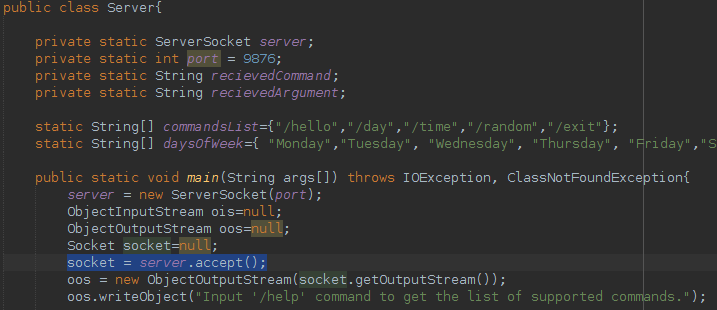 public class Server{
private static ServerSocket server;
private static int port = 9876;
private static String recievedCommand;
private static String recievedArgument;
static String[] commandsList={"/hello","/day","/time","/random","/exit"};
static String[] daysOfWeek={ "Monday","Tuesday", "Wednesday", "Thursday", "Friday","S
public static void main(String args[]) throws IOException, ClassNotFoundException{
server = new ServerSocket(port);
ObjectInputStream ois=null;
ObjectOutputStream oos=null;
Socket socket=null;
socket = server.accept();
oos = new ObjectOutputStream(socket.getOutputStream());
oos.writeObject("Input '/help' command to get the list of supported commands.");